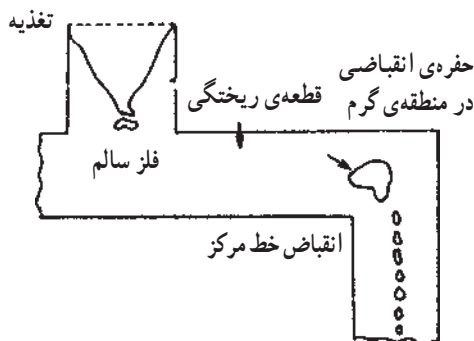 تغذیه
حفره‌ی انقباضی
در منطقه‌ی گرم
قطعه‌ی ریختگی
فلز سالم
انقباض خط مرکز